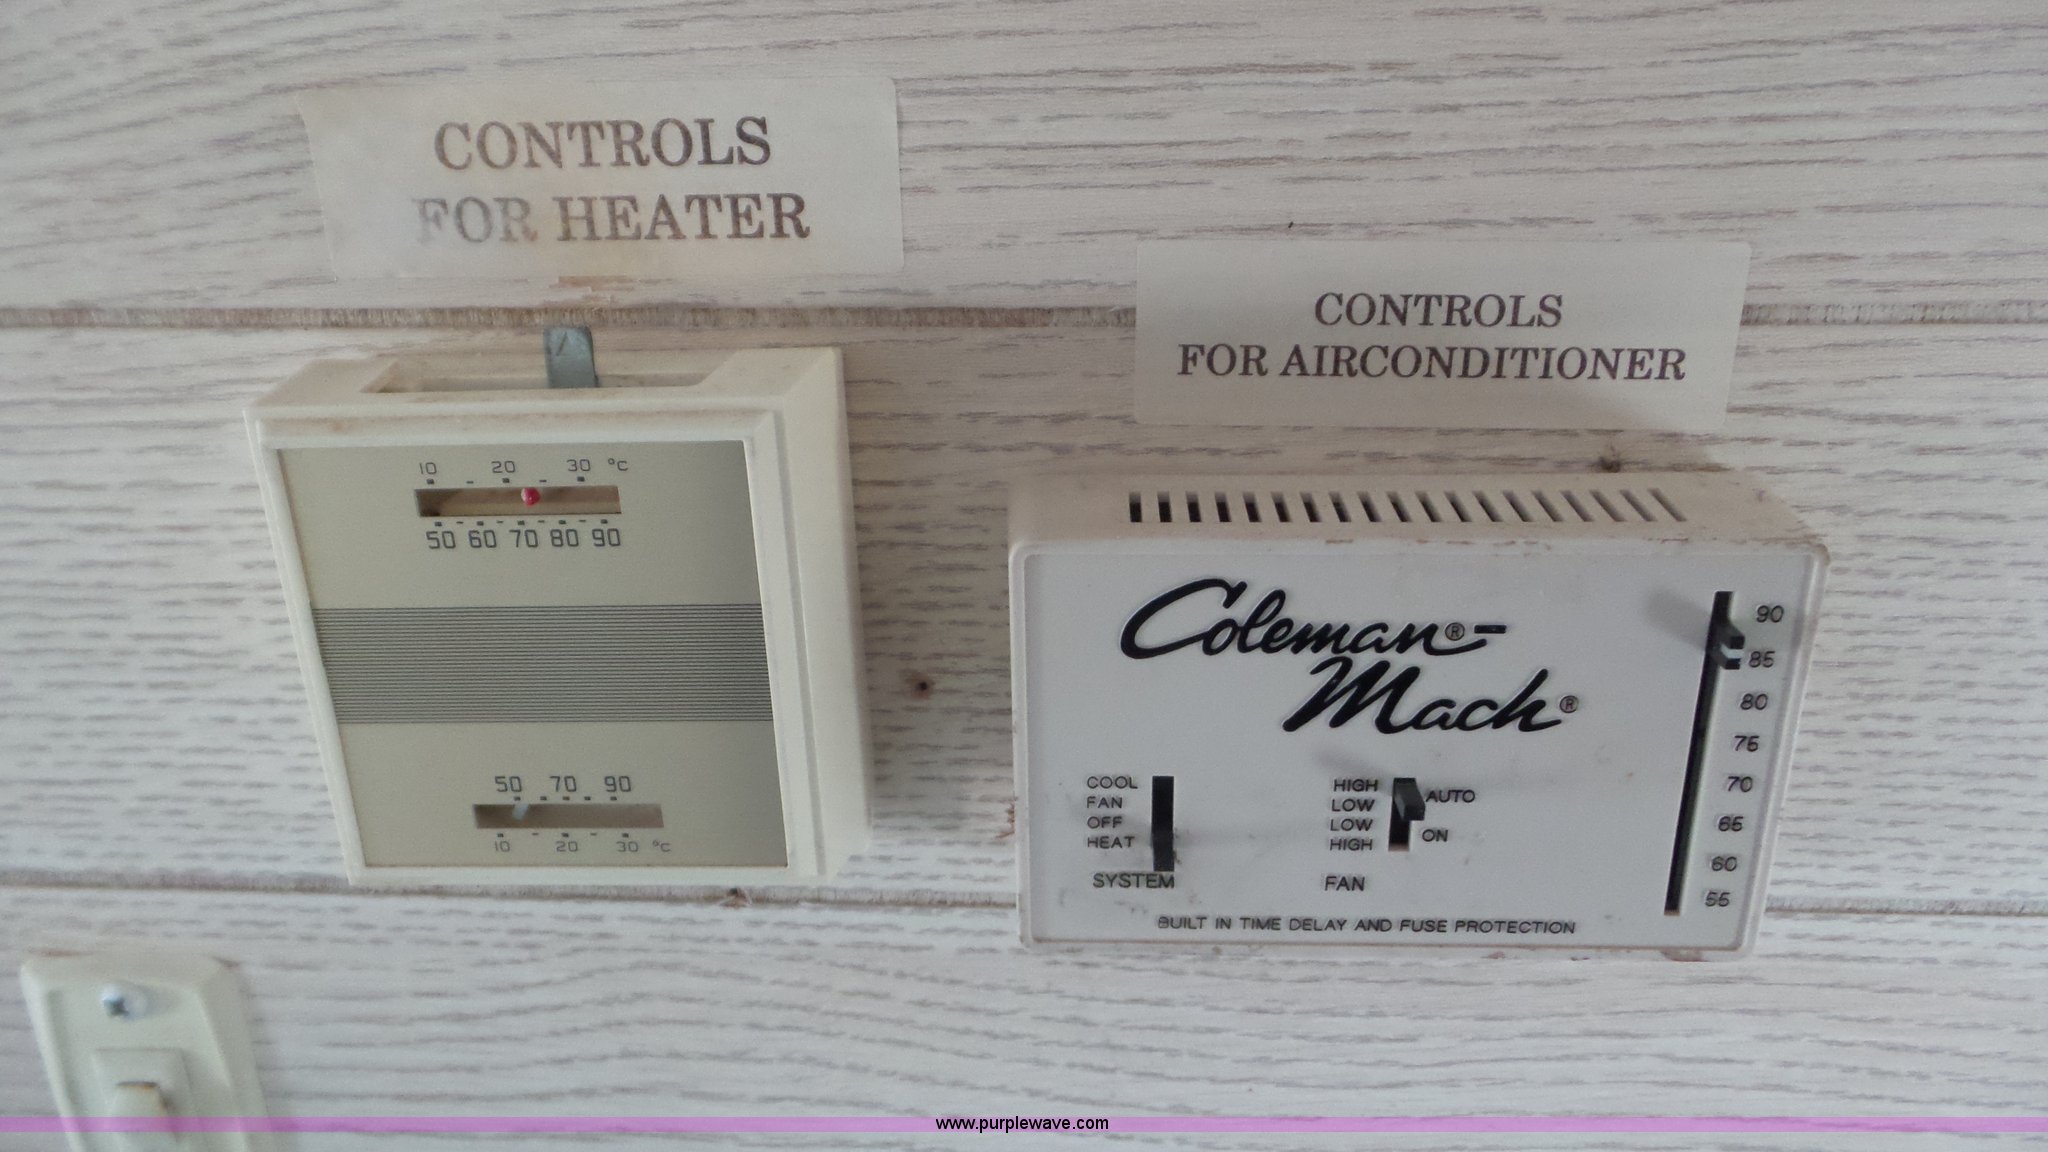 CONTROLS
FOR HEATER
10 20 30 °C
50 60 70 80 90
50 70 90
10 20 30 °C
CONTROLS
FOR AIRCONDITIONER
Coleman®-
Mach®
COOL
FAN
OFF
HEAT
SYSTEM
HIGH
LOW
AUTO
LOW
HIGH
ON
FAN
90
85
80
75
70
65
60
55
BUILT IN TIME DELAY AND FUSE PROTECTION
www.purplewave.com